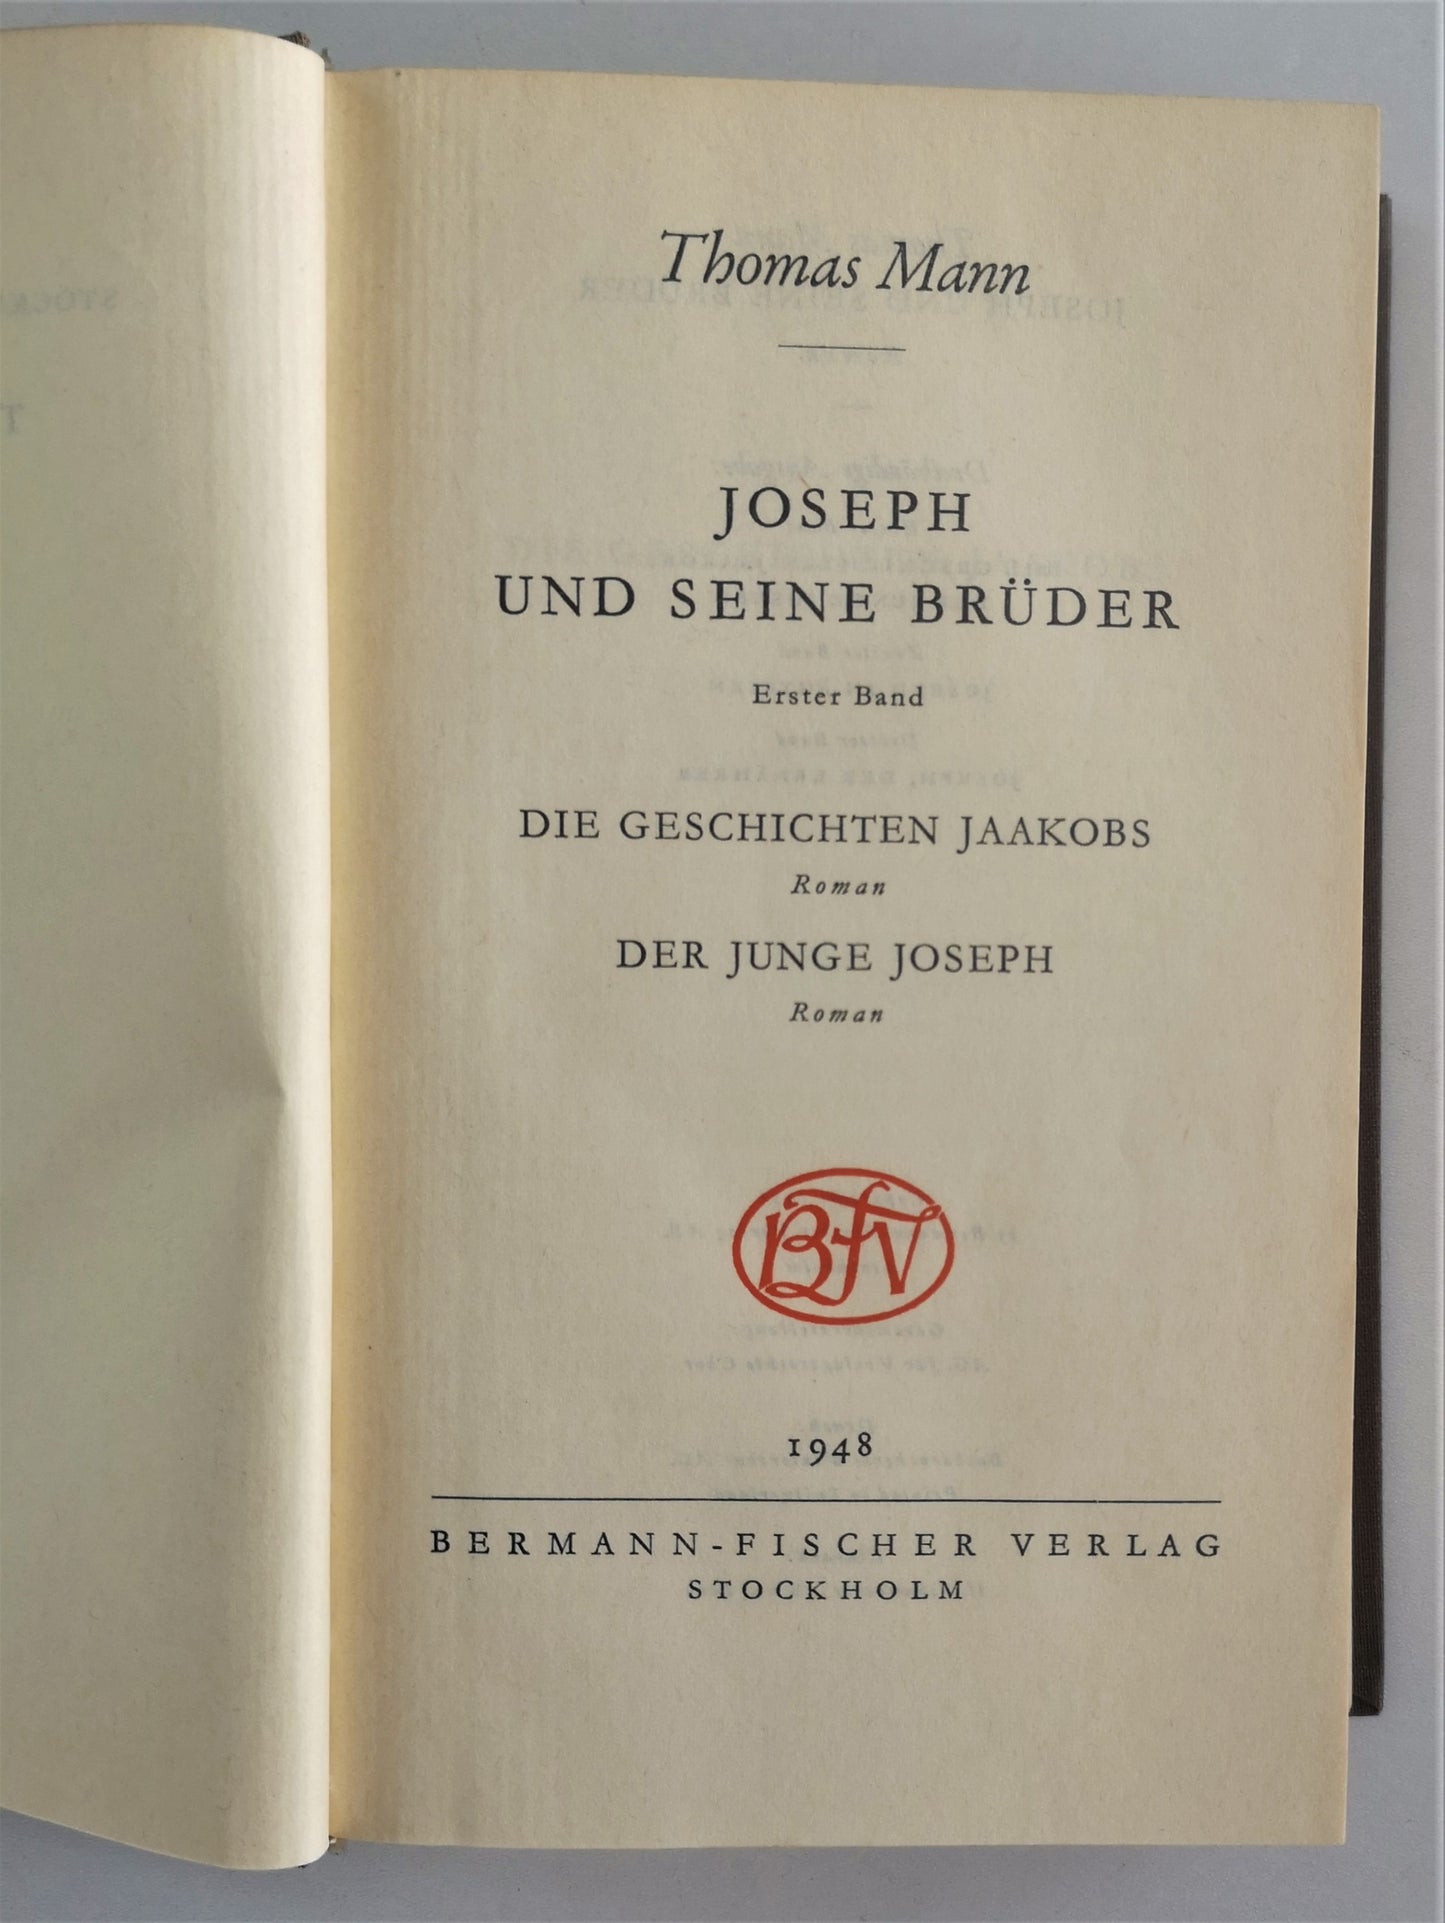 Thomas Mann
JOSEPH
UND SEINE BRÜDER
Erster Band
DIE GESCHICHTEN JAAKOBS
Roman
DER JUNGE JOSEPH
Roman
BFV
1948
BERMANN-FISCHER VERLAG
STOCKHOLM